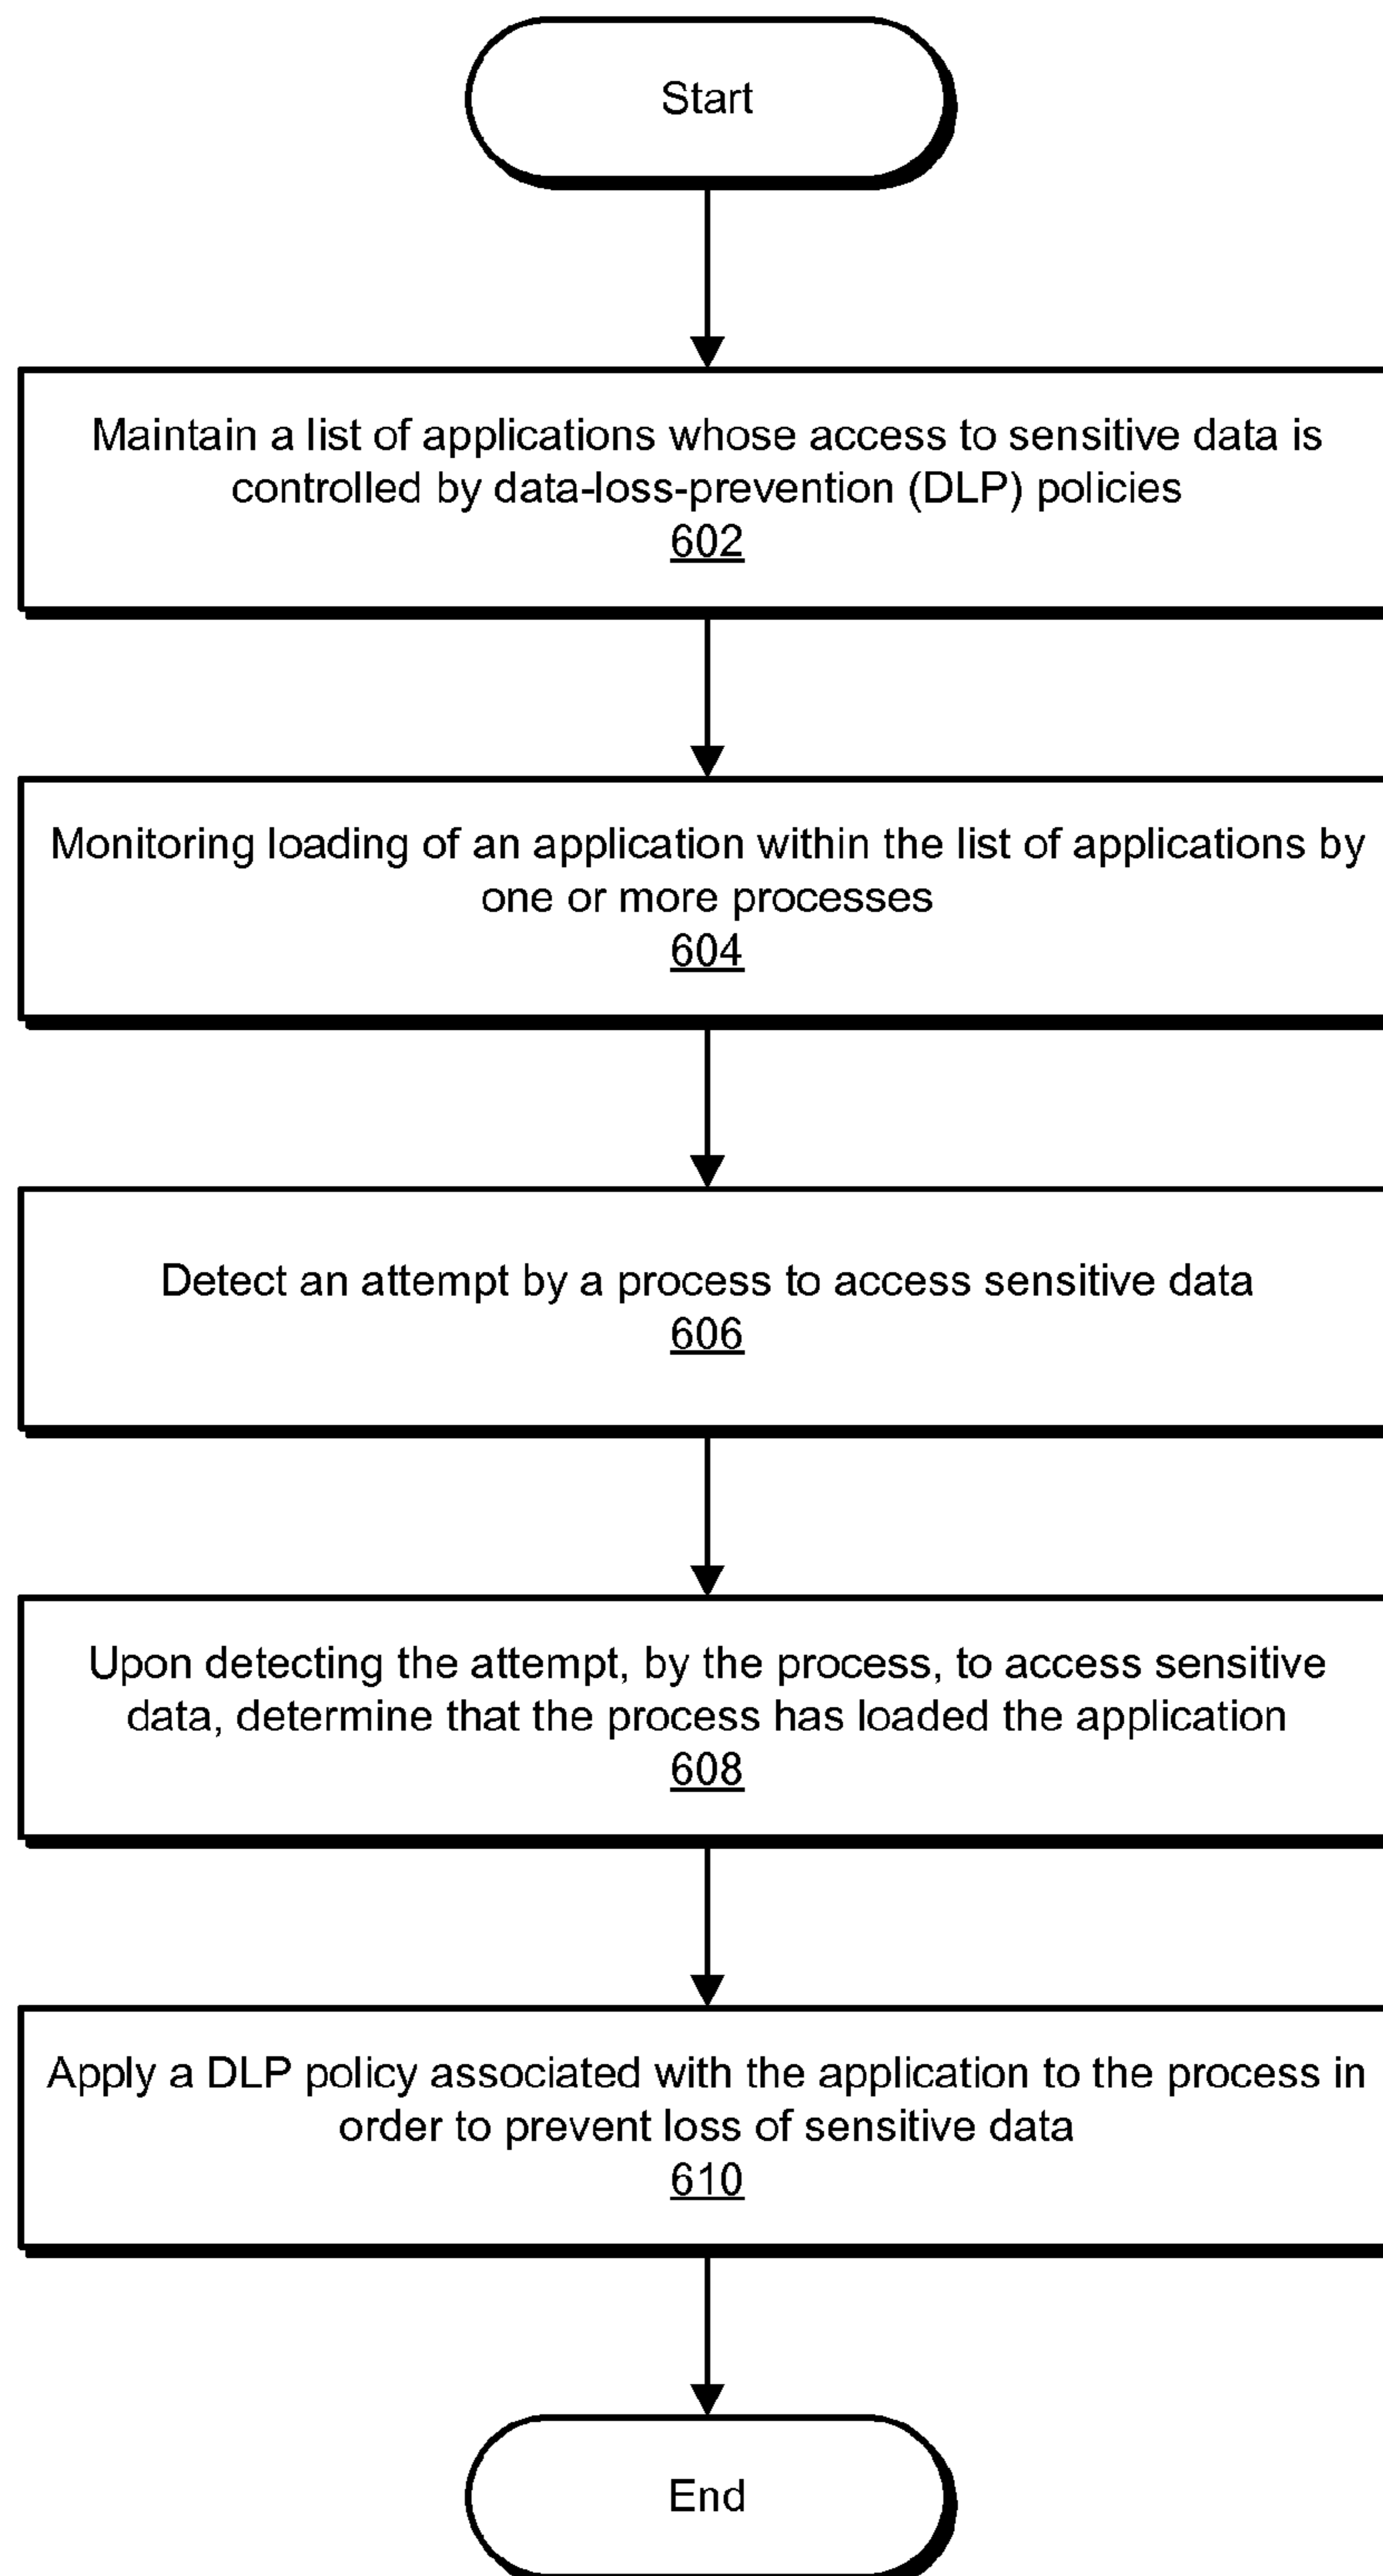 Start
Maintain a list of applications whose access to sensitive data is
controlled by data-loss-prevention (DLP) policies
602
Monitoring loading of an application within the list of applications by
one or more processes
604
Detect an attempt by a process to access sensitive data
606
Upon detecting the attempt, by the process, to access sensitive
data, determine that the process has loaded the application
608
Apply a DLP policy associated with the application to the process in
order to prevent loss of sensitive data
610
End